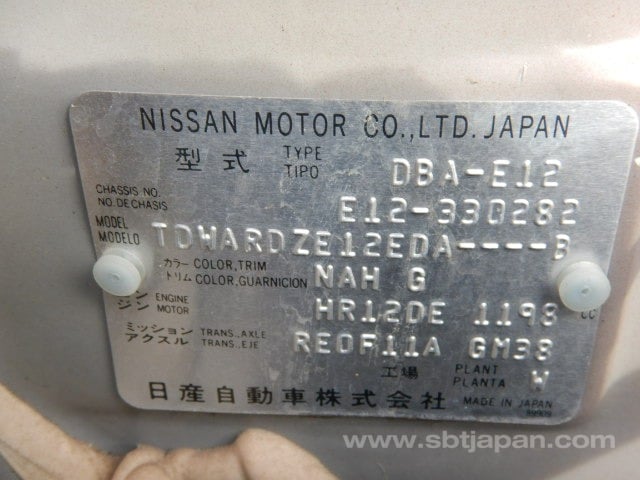 NISSAN MOTOR CO.,LTD. JAPAN
型式 TYPE TIPO DBA-E12
CHASSIS NO. NO. DE CHASIS E12-330282
MODEL MODELO TDWARDZE12EDA----B
カラー COLOR, TRIM
トリム COLOR, GUARNICION NAH G
ENGINE MOTOR HR12DE 1198 CC
ミッション TRANS., AXLE
アクスル TRANS., EJE RE0F11A GM38
工場 PLANT PLANTA W
日産自動車株式会社 MADE IN JAPAN
www.sbtjapan.com